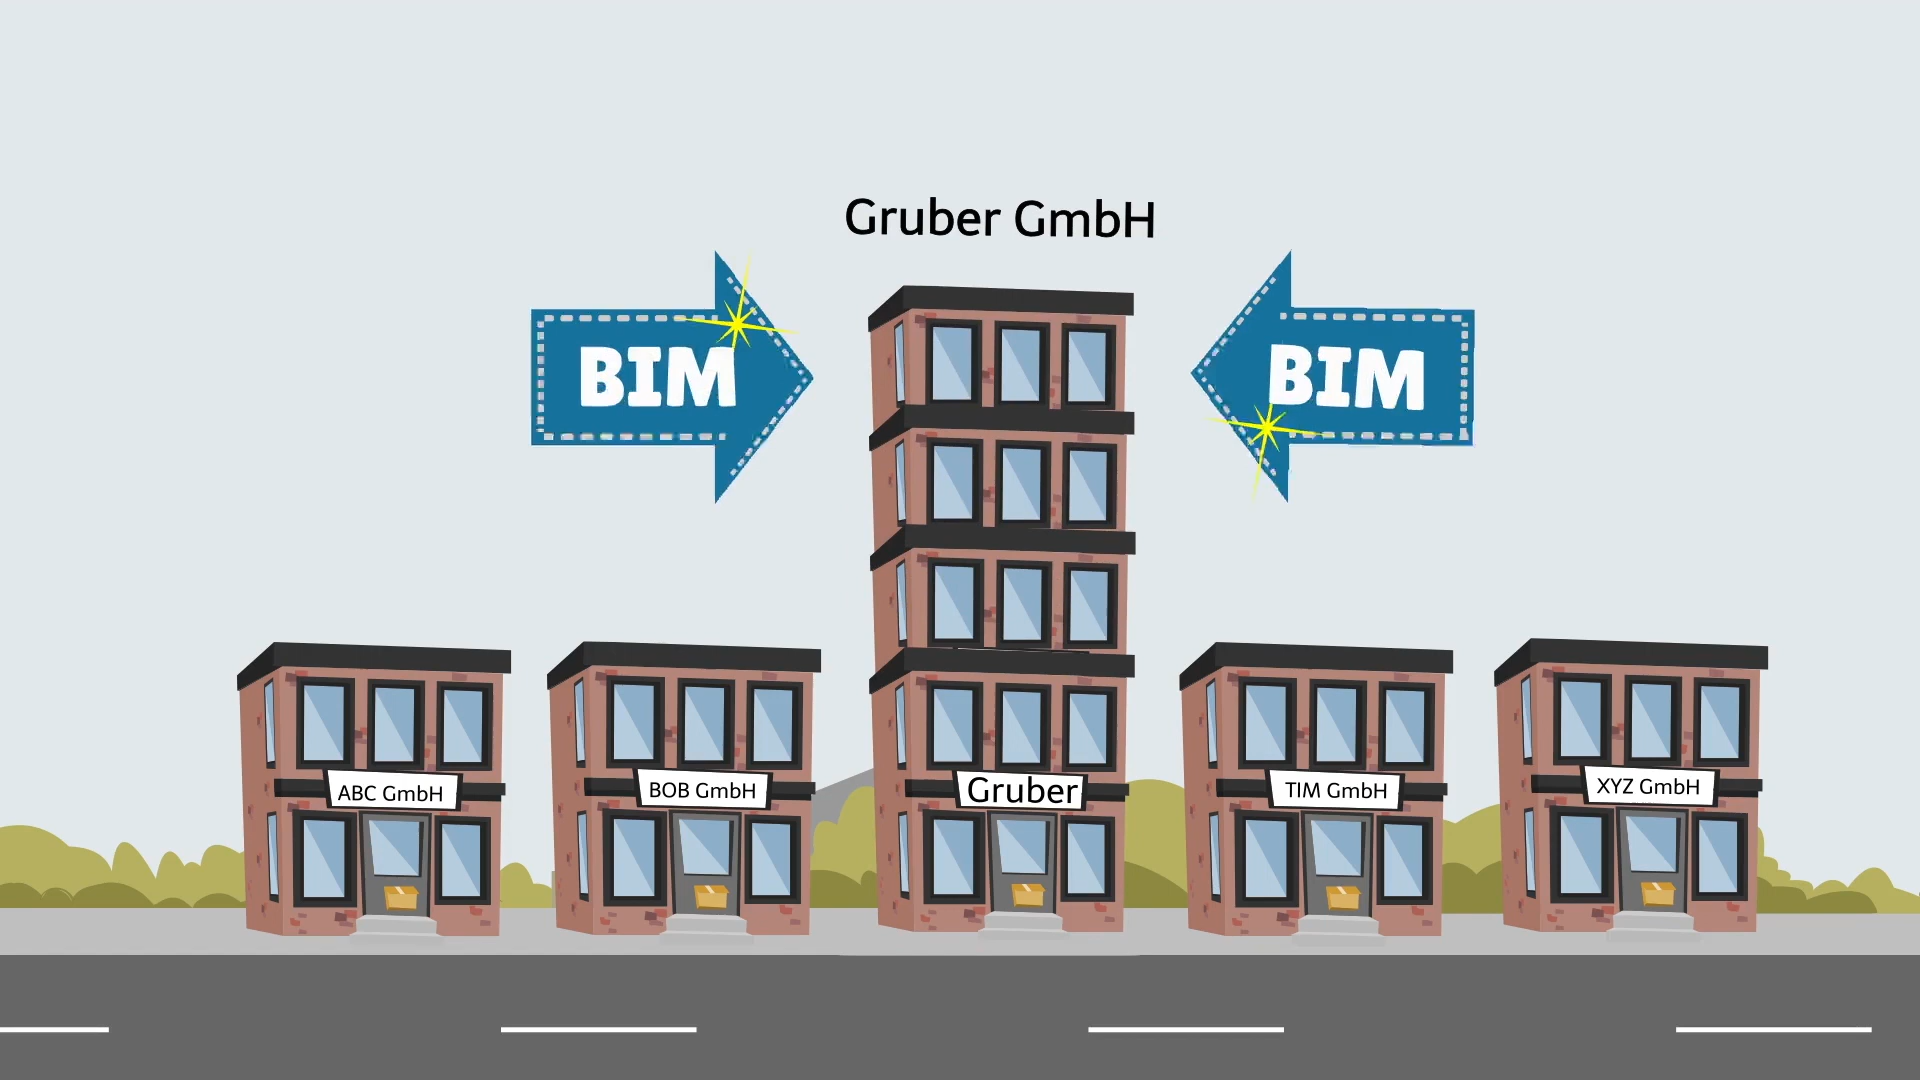 Gruber GmbH
BIM
BIM
ABC GmbH
BOB GmbH
Gruber
TIM GmbH
XYZ GmbH